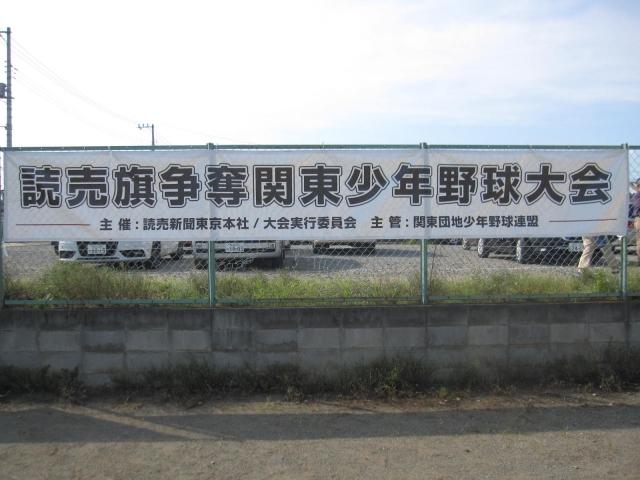 読売旗争奪関東少年野球大会
主 催 : 読売新聞東京本社 / 大会実行委員会 主 管 : 関東団地少年野球連盟